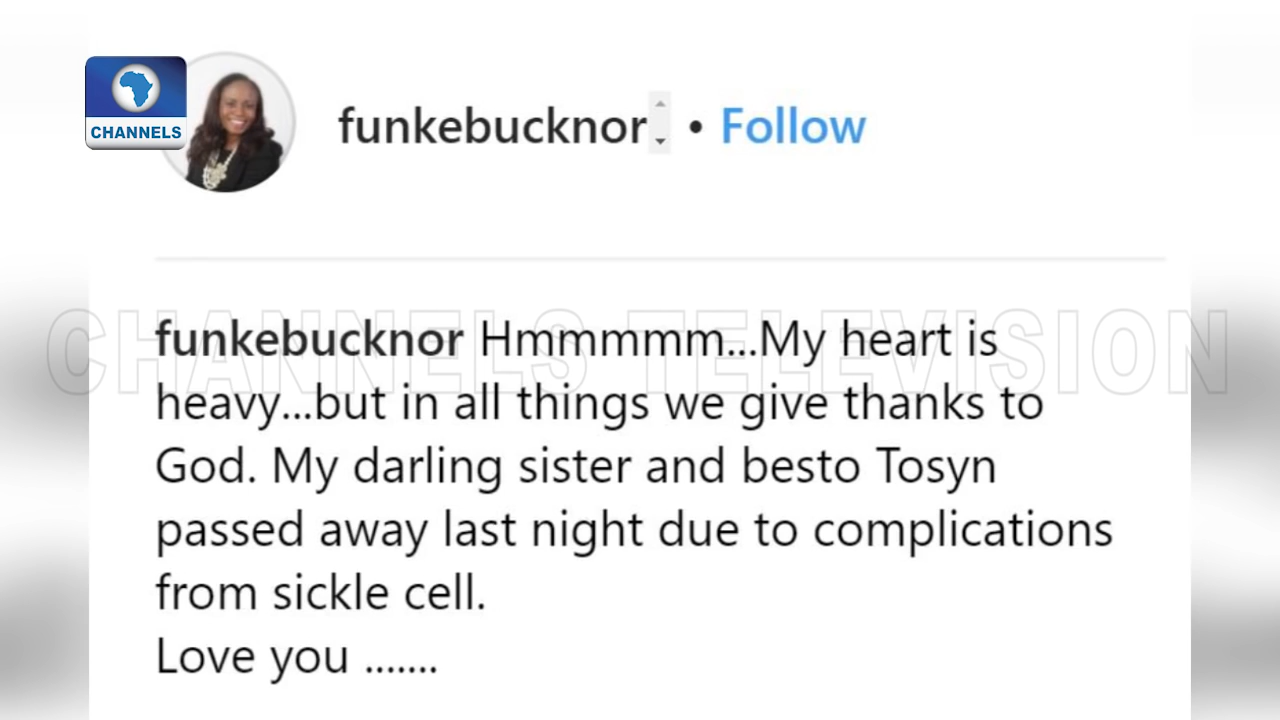 CHANNELS
funkebucknor • Follow
CHANNELS TELEVISION
funkebucknor Hmmmmm...My heart is
heavy...but in all things we give thanks to
God. My darling sister and besto Tosyn
passed away last night due to complications
from sickle cell.
Love you .......